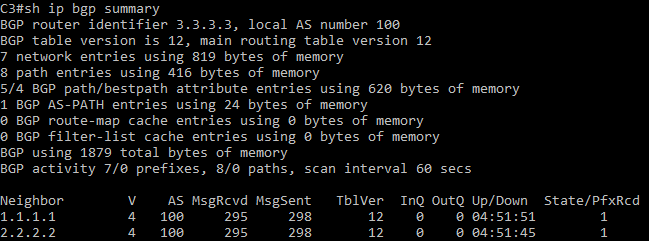 C3#sh ip bgp summary
BGP router identifier 3.3.3.3, local AS number 100
BGP table version is 12, main routing table version 12
7 network entries using 819 bytes of memory
8 path entries using 416 bytes of memory
5/4 BGP path/bestpath attribute entries using 620 bytes of memory
1 BGP AS-PATH entries using 24 bytes of memory
0 BGP route-map cache entries using 0 bytes of memory
0 BGP filter-list cache entries using 0 bytes of memory
BGP using 1879 total bytes of memory
BGP activity 7/0 prefixes, 8/0 paths, scan interval 60 secs
Neighbor V AS MsgRcvd MsgSent TblVer InQ OutQ Up/Down State/PfxRcd
1.1.1.1 4 100 295 298 12 0 0 04:51:51 1
2.2.2.2 4 100 295 298 12 0 0 04:51:45 1